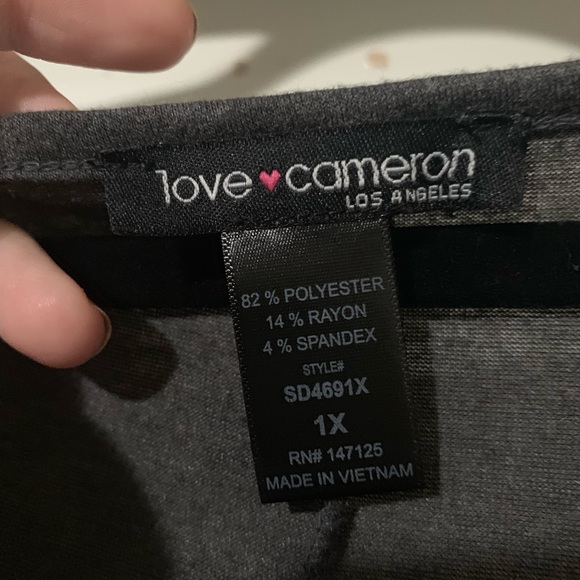 love♥cameron
LOS ANGELES
82 % POLYESTER
14 % RAYON
4 % SPANDEX
STYLE#
SD4691X
1X
RN# 147125
MADE IN VIETNAM